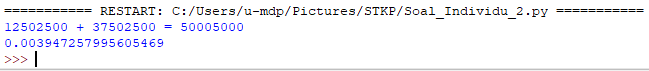 =========== RESTART: C:/Users/u-mdp/Pictures/STKP/Soal_Individu_2.py ===========
12502500 + 37502500 = 50005000
0.003947257995605469
>>>